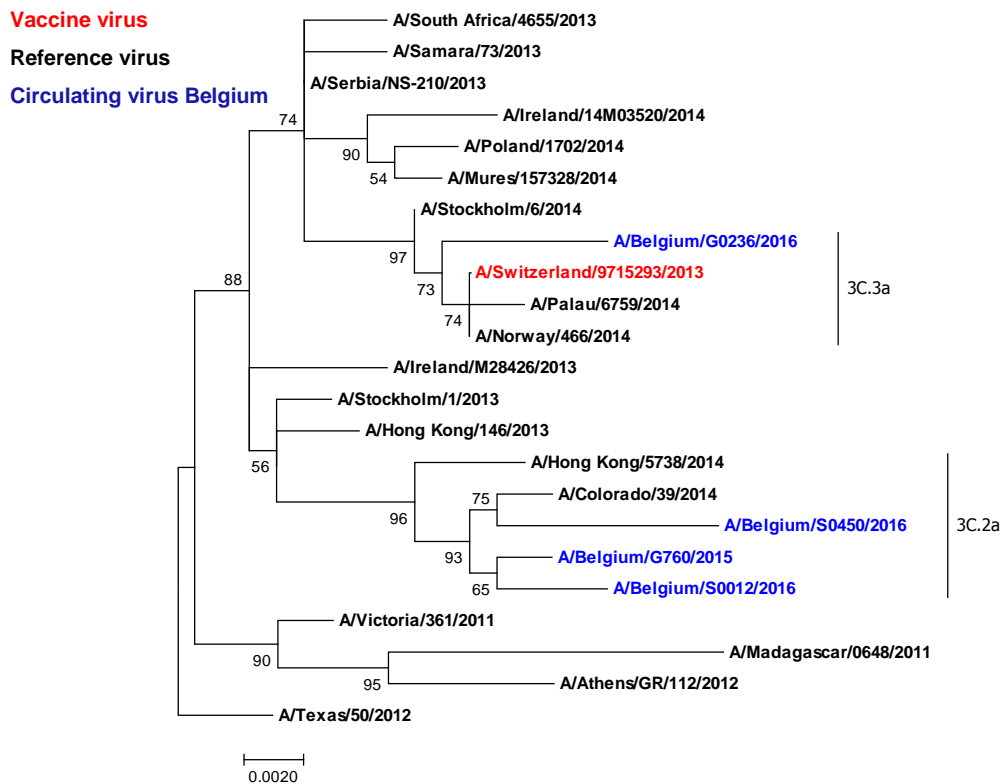 Vaccine virus
Reference virus
Circulating virus Belgium
A/South Africa/4655/2013
A/Samara/73/2013
A/Serbia/NS-210/2013
74
A/Ireland/14M03520/2014
90
A/Poland/1702/2014
54
A/Mures/157328/2014
A/Stockholm/6/2014
97
A/Belgium/G0236/2016
73
A/Switzerland/9715293/2013
3C.3a
74
A/Palau/6759/2014
A/Norway/466/2014
88
A/Ireland/M28426/2013
A/Stockholm/1/2013
56
A/Hong Kong/146/2013
A/Hong Kong/5738/2014
96
75
A/Colorado/39/2014
A/Belgium/S0450/2016
3C.2a
93
A/Belgium/G760/2015
65
A/Belgium/S0012/2016
A/Victoria/361/2011
90
A/Madagascar/0648/2011
95
A/Athens/GR/112/2012
A/Texas/50/2012
0.0020